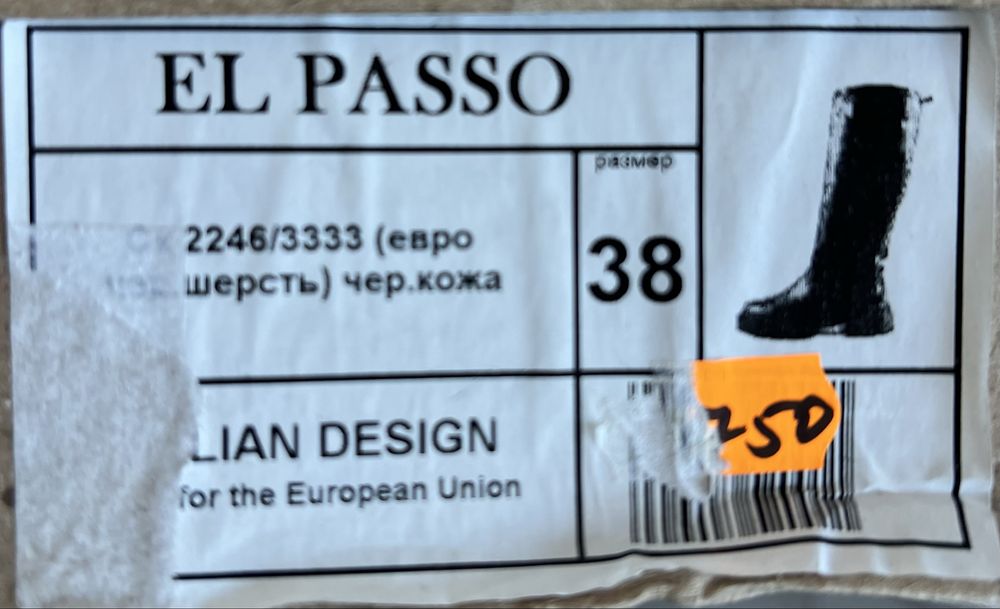 EL PASSO
размер
2246/3333 (евро
шерсть) чер.кожа
38
LIAN DESIGN
for the European Union
250